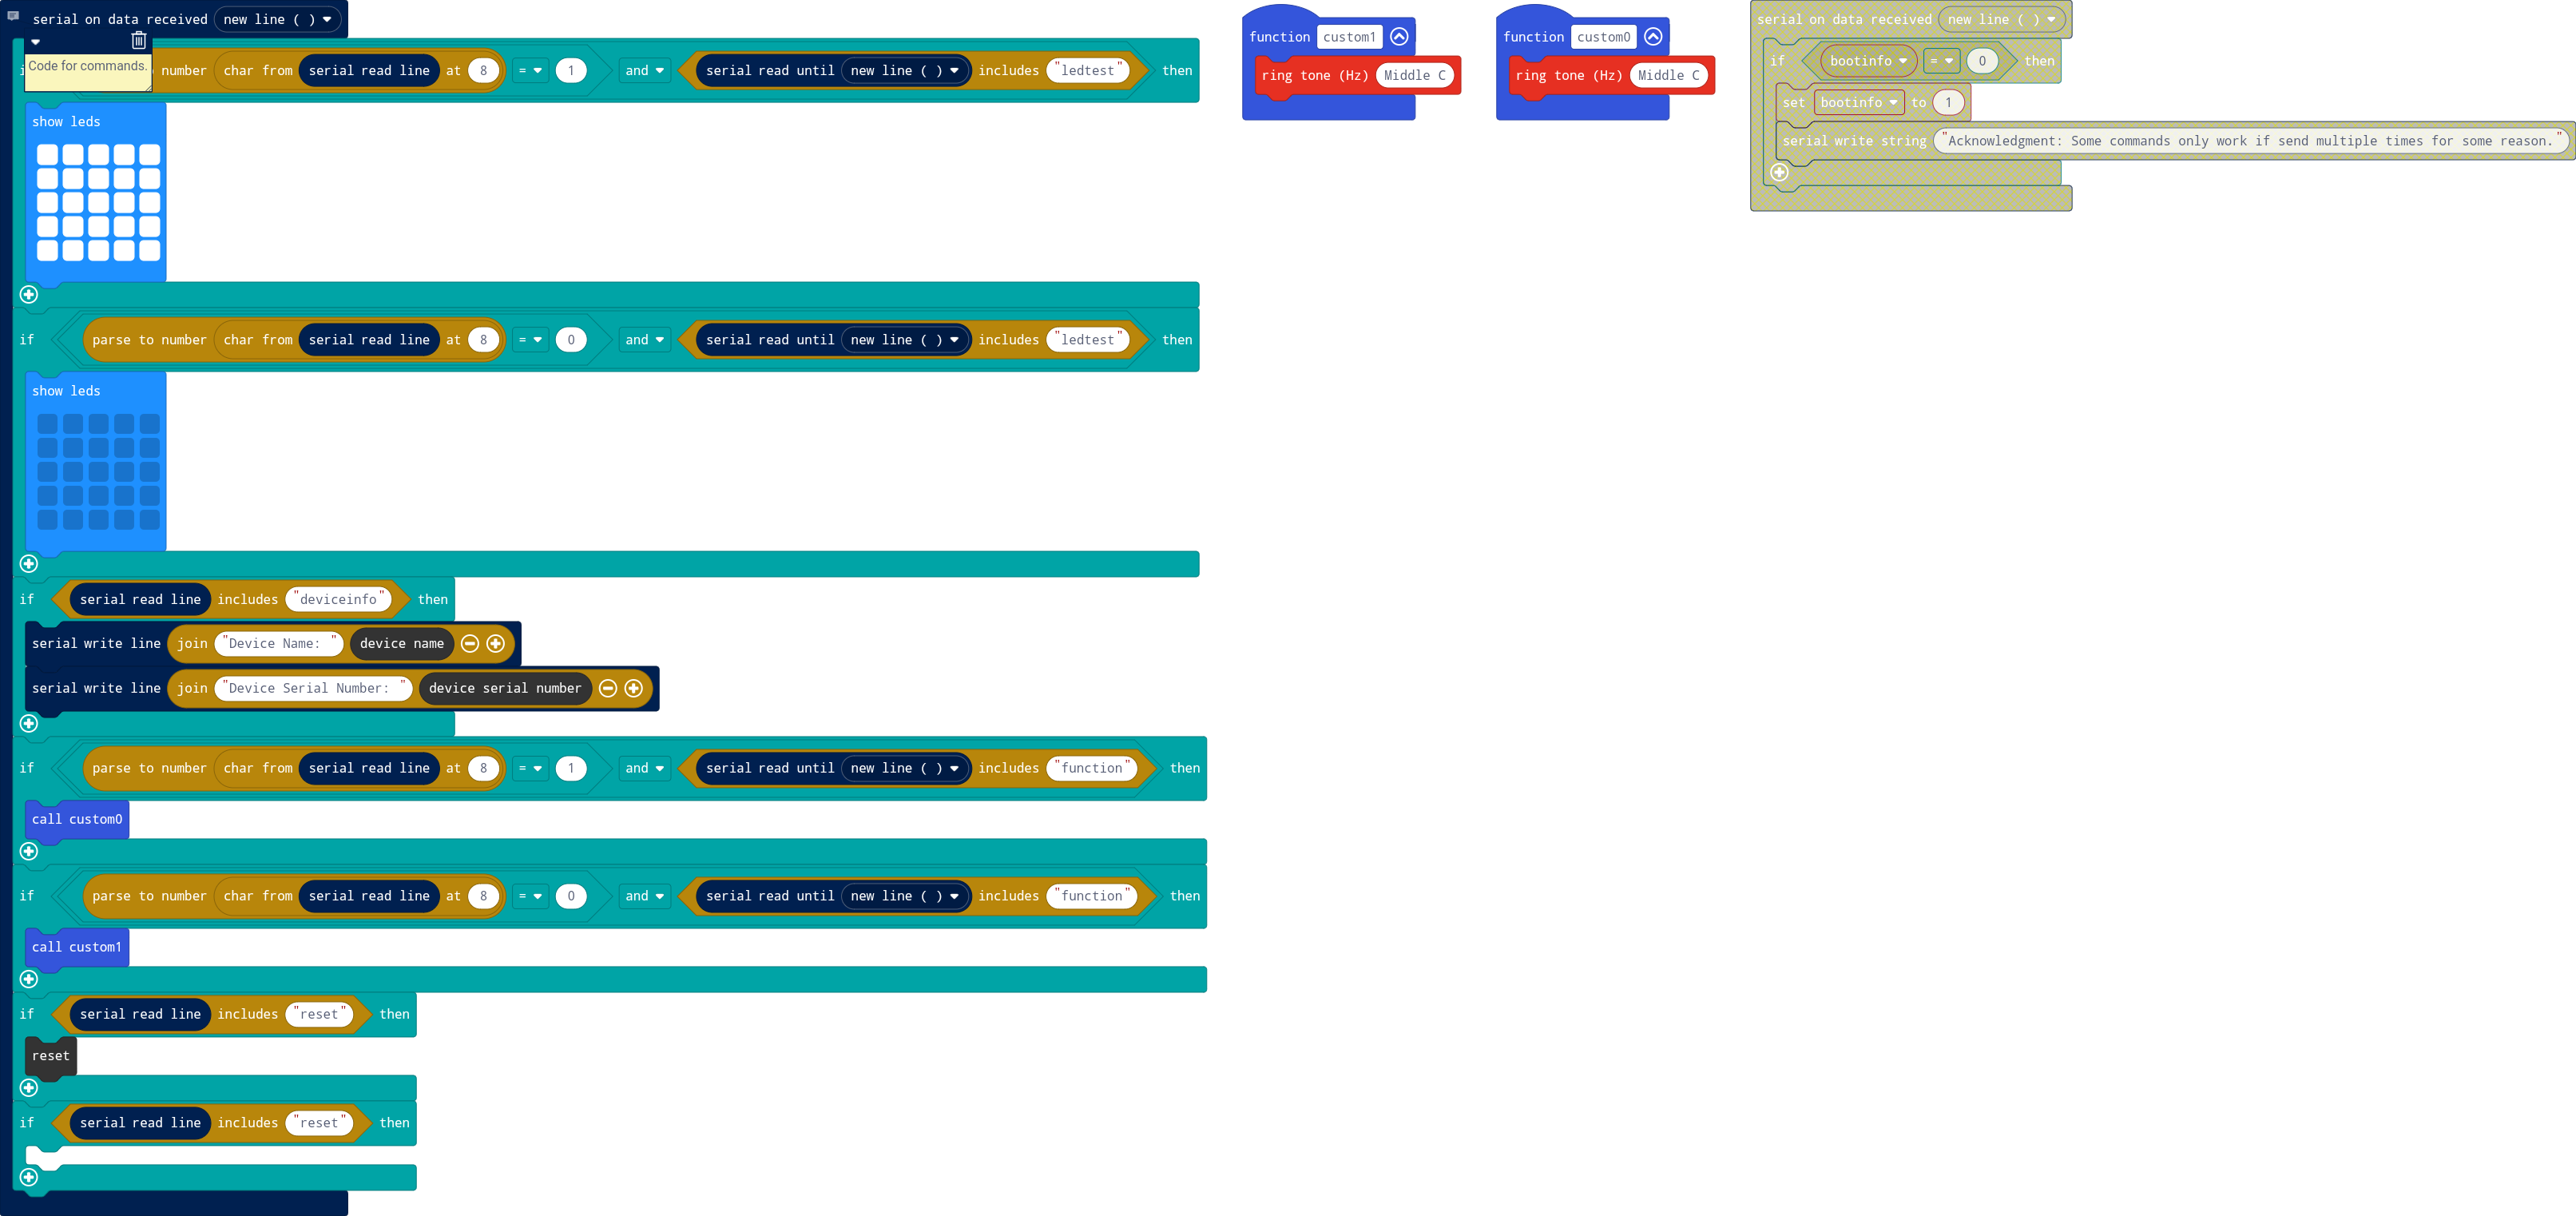 serial on data received new line ( )
Code for commands.
number char from serial read line at 8 = 1 and serial read until new line ( ) includes "ledtest" then
show leds
if parse to number char from serial read line at 8 = 0 and serial read until new line ( ) includes "ledtest" then
show leds
if serial read line includes "deviceinfo" then
serial write line join "Device Name: " device name
serial write line join "Device Serial Number: " device serial number
if parse to number char from serial read line at 8 = 1 and serial read until new line ( ) includes "function" then
call custom0
if parse to number char from serial read line at 8 = 0 and serial read until new line ( ) includes "function" then
call custom1
if serial read line includes "reset" then
reset
if serial read line includes "reset" then
function custom1
ring tone (Hz) Middle C
function custom0
ring tone (Hz) Middle C
serial on data received new line ( )
if bootinfo = 0 then
set bootinfo to 1
serial write string "Acknowledgment: Some commands only work if send multiple times for some reason. "